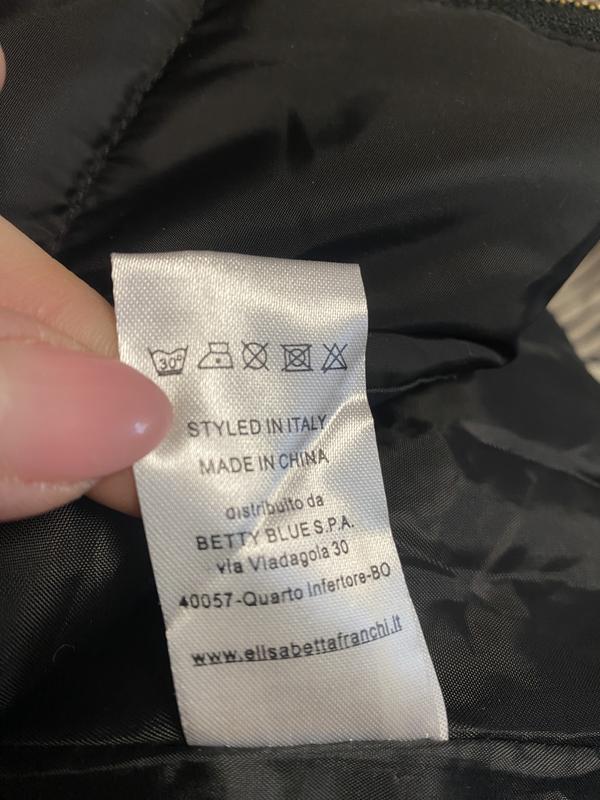 30°
STYLED IN ITALY
MADE IN CHINA
distribuito da
BETTY BLUE S.P.A.
via Viadagola 30
40057-Quarto Inferiore-BO
www.elisabettafranchi.it